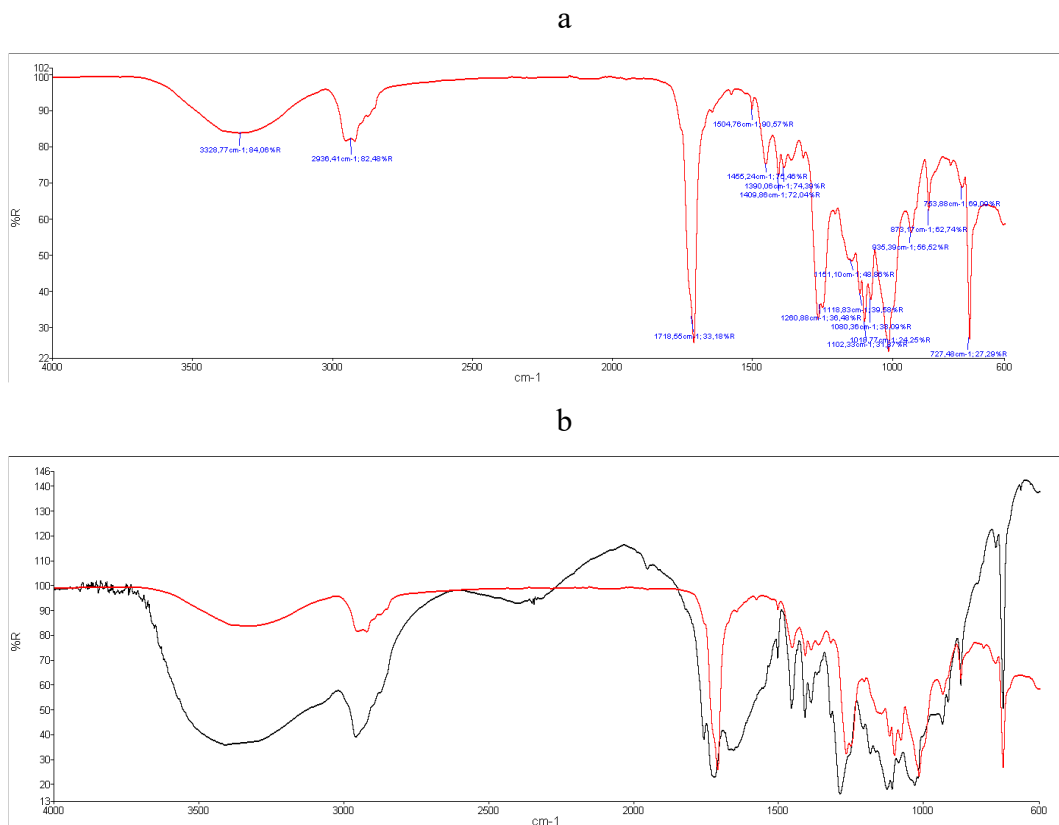 a
102
100
90
80
70
60
50
40
30
22
%R
3328,77cm-1; 84,06%R
2936,41cm-1; 82,48%R
1504,76cm-1; 90,57%R
1455,24cm-1; 75,46%R
1390,06cm-1; 74,39%R
1409,86cm-1; 72,04%R
753,88cm-1; 69,09%R
873,17cm-1; 62,74%R
935,39cm-1; 56,52%R
1151,10cm-1; 48,86%R
1118,83cm-1; 39,58%R
1260,88cm-1; 36,48%R
1080,36cm-1; 38,09%R
1718,55cm-1; 33,18%R
24,25%R
1102,33cm-1;
727,48cm-1; 27,29%R
4000 3500 3000 2500 2000 1500 1000 600
cm-1
b
146
140
130
120
110
100
90
80
70
60
50
40
30
20
13
%R
4000 3500 3000 2500 2000 1500 1000 600
cm-1